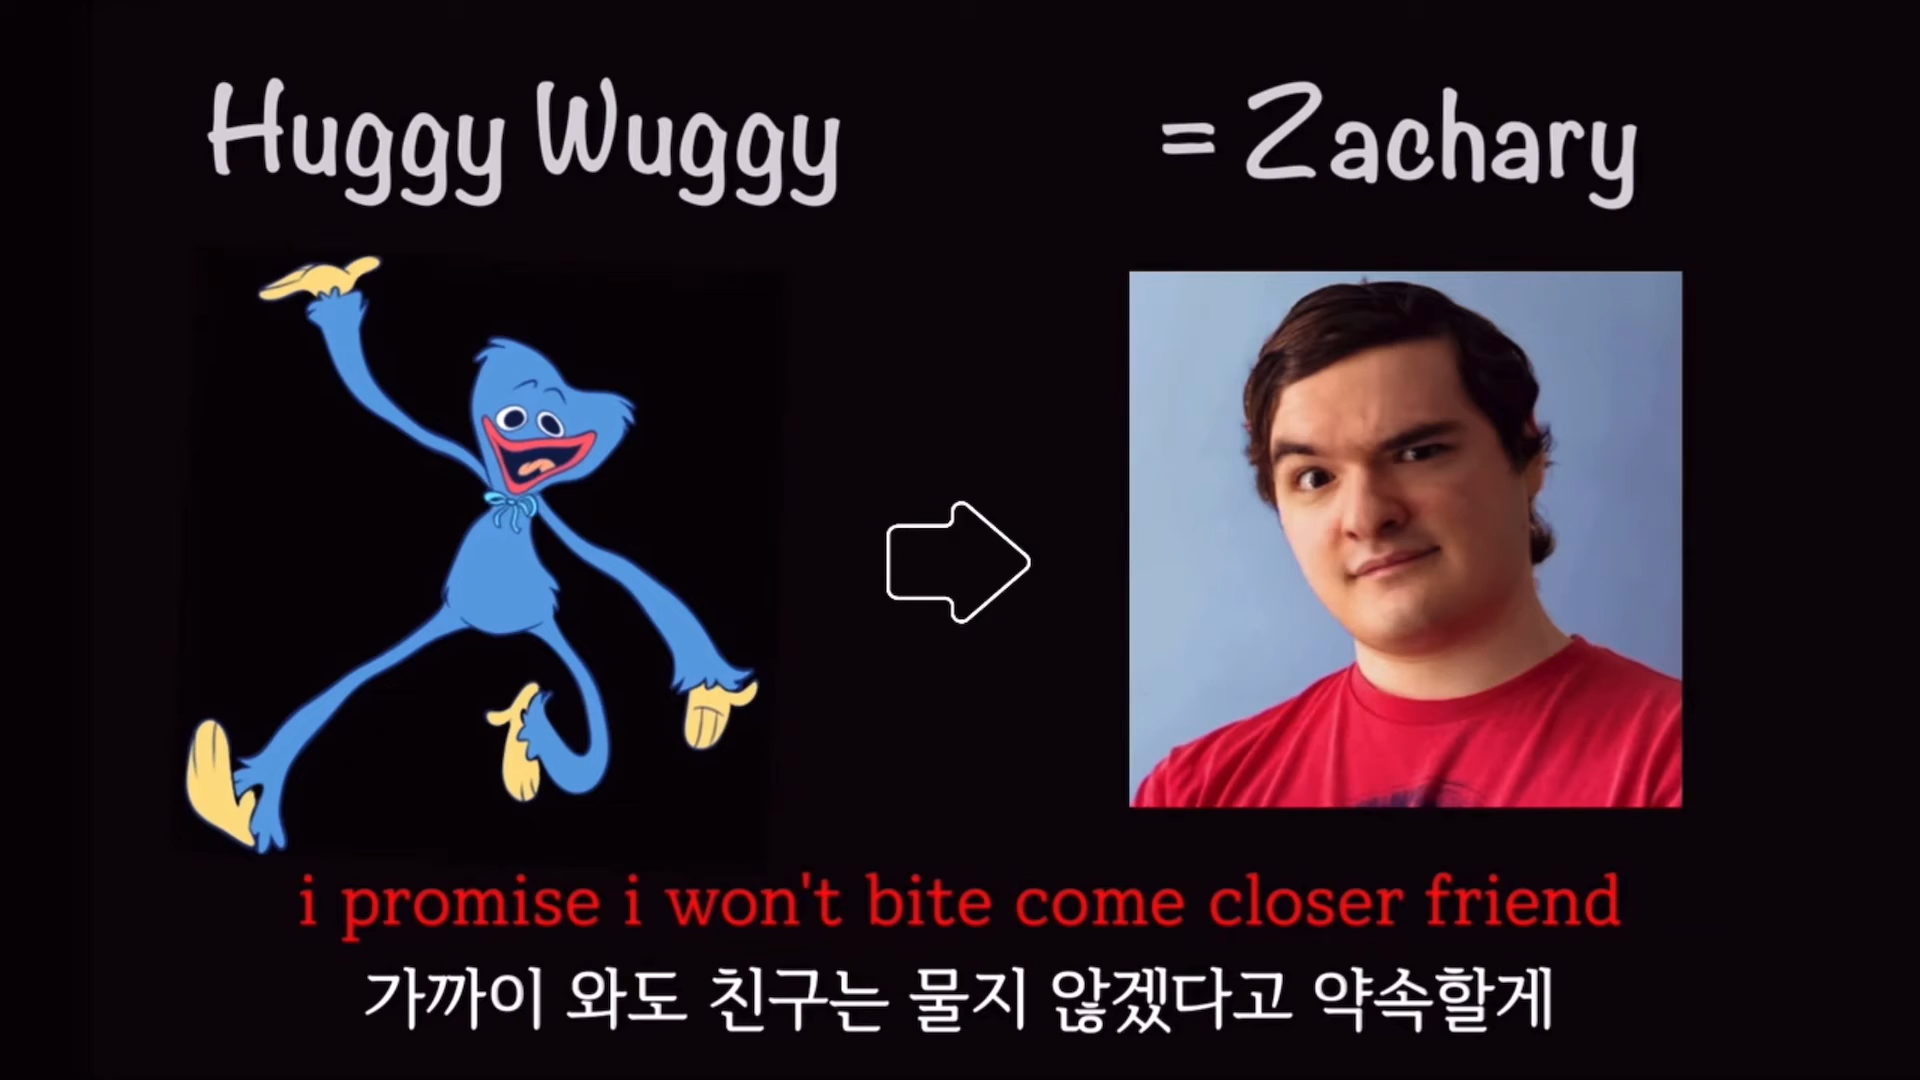 Huggy Wuggy = Zachary
i promise i won't bite come closer friend
가까이 와도 친구는 물지 않겠다고 약속할게